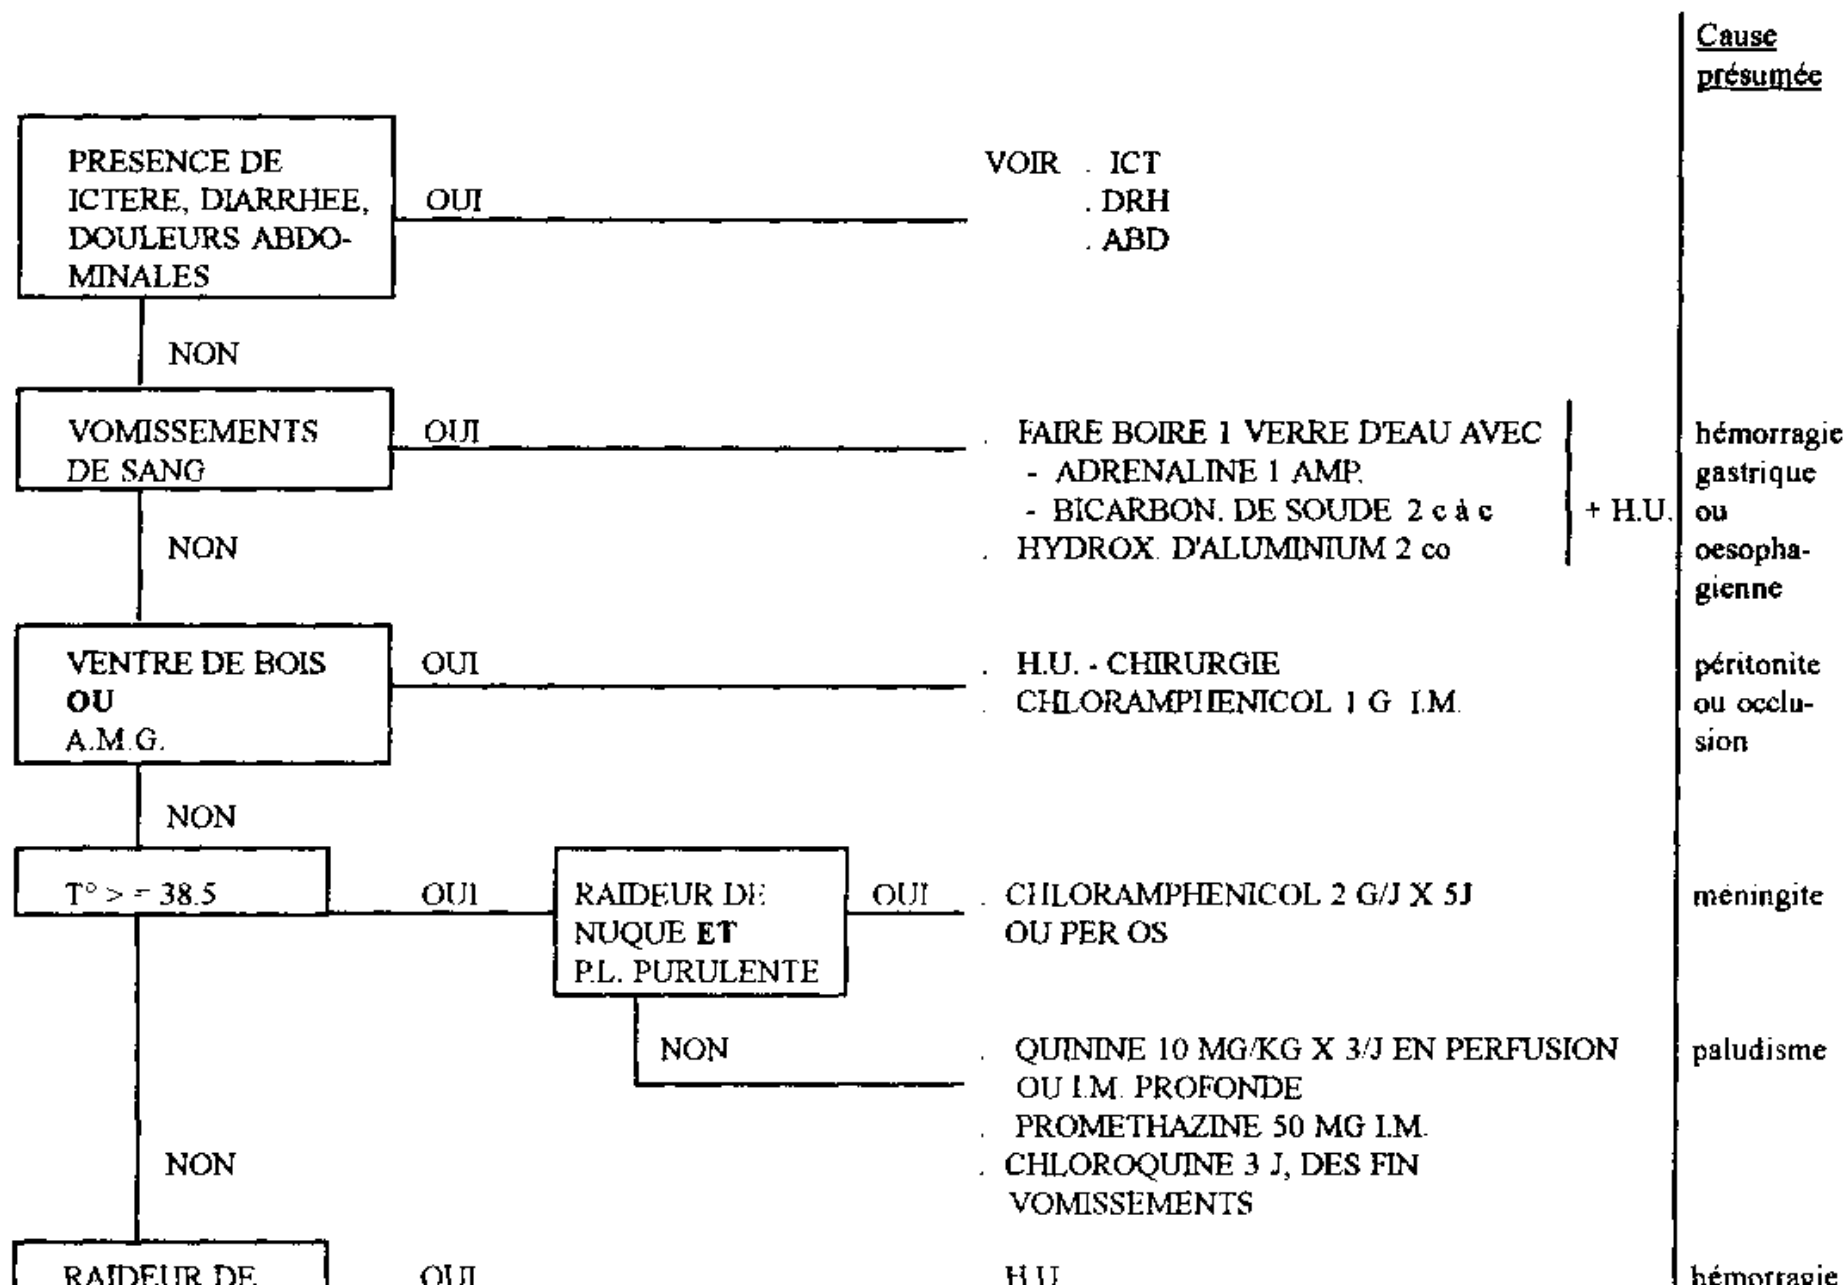 Cause
présumée
PRESENCE DE
ICTERE, DIARRHEE,
DOULEURS ABDO-
MINALES
OUI
VOIR . ICT
. DRH
. ABD
NON
VOMISSEMENTS
DE SANG
OUI
. FAIRE BOIRE 1 VERRE D'EAU AVEC
- ADRENALINE 1 AMP.
- BICARBON. DE SOUDE 2 c à c
. HYDROX. D'ALUMINIUM 2 co
+ H.U.
hémorragie
gastrique
ou
oesopha-
gienne
NON
VENTRE DE BOIS
OU
A.M.G.
OUI
. H.U. - CHIRURGIE
. CHLORAMPHENICOL 1 G I.M.
péritonite
ou occlu-
sion
NON
T° > = 38.5
OUI
RAIDEUR DE
NUQUE ET
P.L. PURULENTE
OUI
. CHLORAMPHENICOL 2 G/J X 5J
OU PER OS
méningite
NON
. QUININE 10 MG/KG X 3/J EN PERFUSION
OU I.M. PROFONDE
. PROMETHAZINE 50 MG I.M.
. CHLOROQUINE 3 J, DES FIN
VOMISSEMENTS
paludisme
NON
RAIDEUR DE
OUI
H.U.
hémorragie